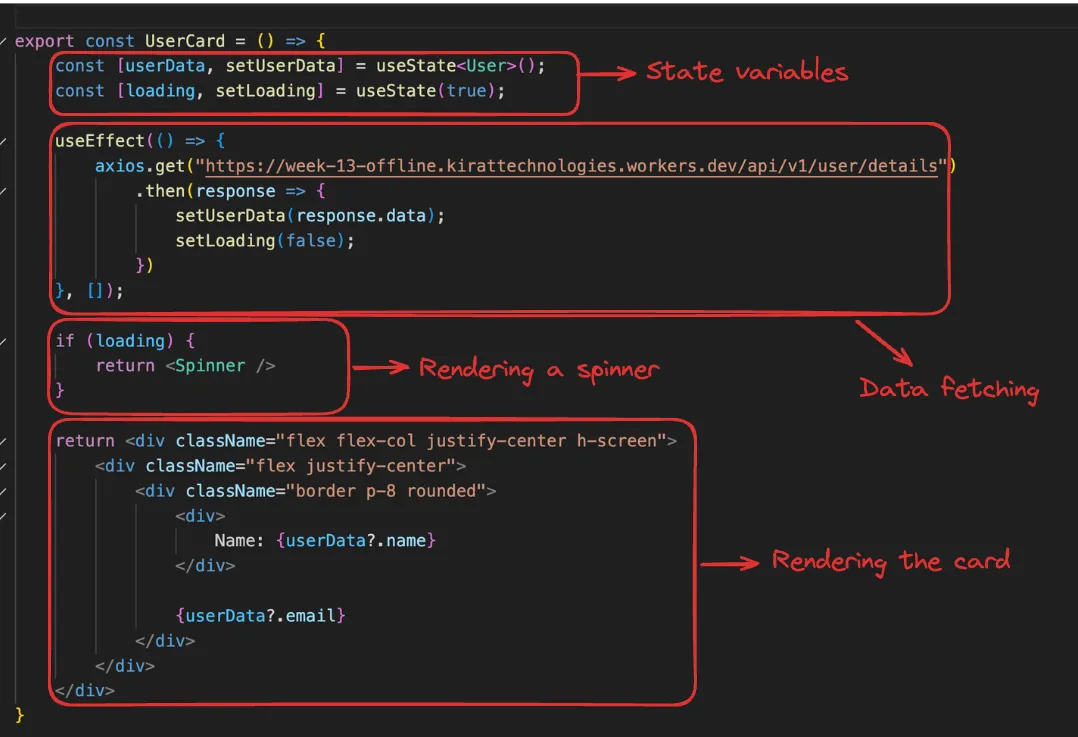 export const UserCard = () => {
const [userData, setUserData] = useState<User>();
const [loading, setLoading] = useState(true);
State variables
useEffect(() => {
axios.get("https://week-13-offline.kirattechnologies.workers.dev/api/v1/user/details")
.then(response => {
setUserData(response.data);
setLoading(false);
})
}, []);
Data fetching
if (loading) {
return <Spinner />
}
Rendering a spinner
return <div className="flex flex-col justify-center h-screen">
<div className="flex justify-center">
<div className="border p-8 rounded">
<div>
Name: {userData?.name}
</div>
{userData?.email}
</div>
</div>
</div>
Rendering the card
}